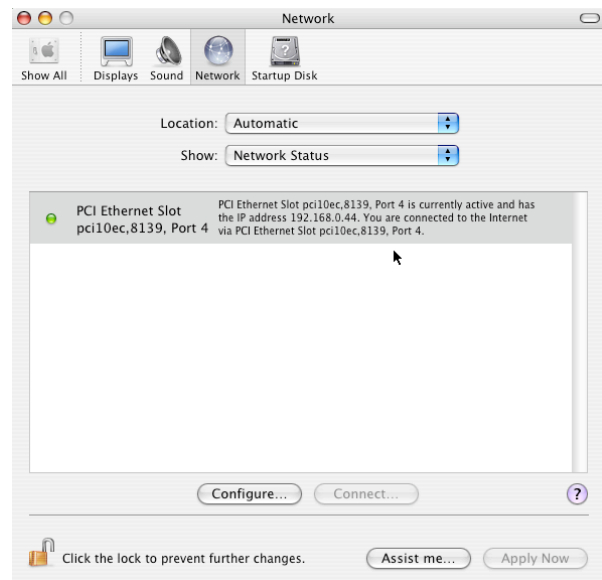 Network
Show All
Displays
Sound
Network
Startup Disk
Location: Automatic
Show: Network Status
PCI Ethernet Slot
pci10ec,8139, Port 4
PCI Ethernet Slot pci10ec,8139, Port 4 is currently active and has
the IP address 192.168.0.44. You are connected to the Internet
via PCI Ethernet Slot pci10ec,8139, Port 4.
Configure...
Connect...
?
Click the lock to prevent further changes.
Assist me...
Apply Now